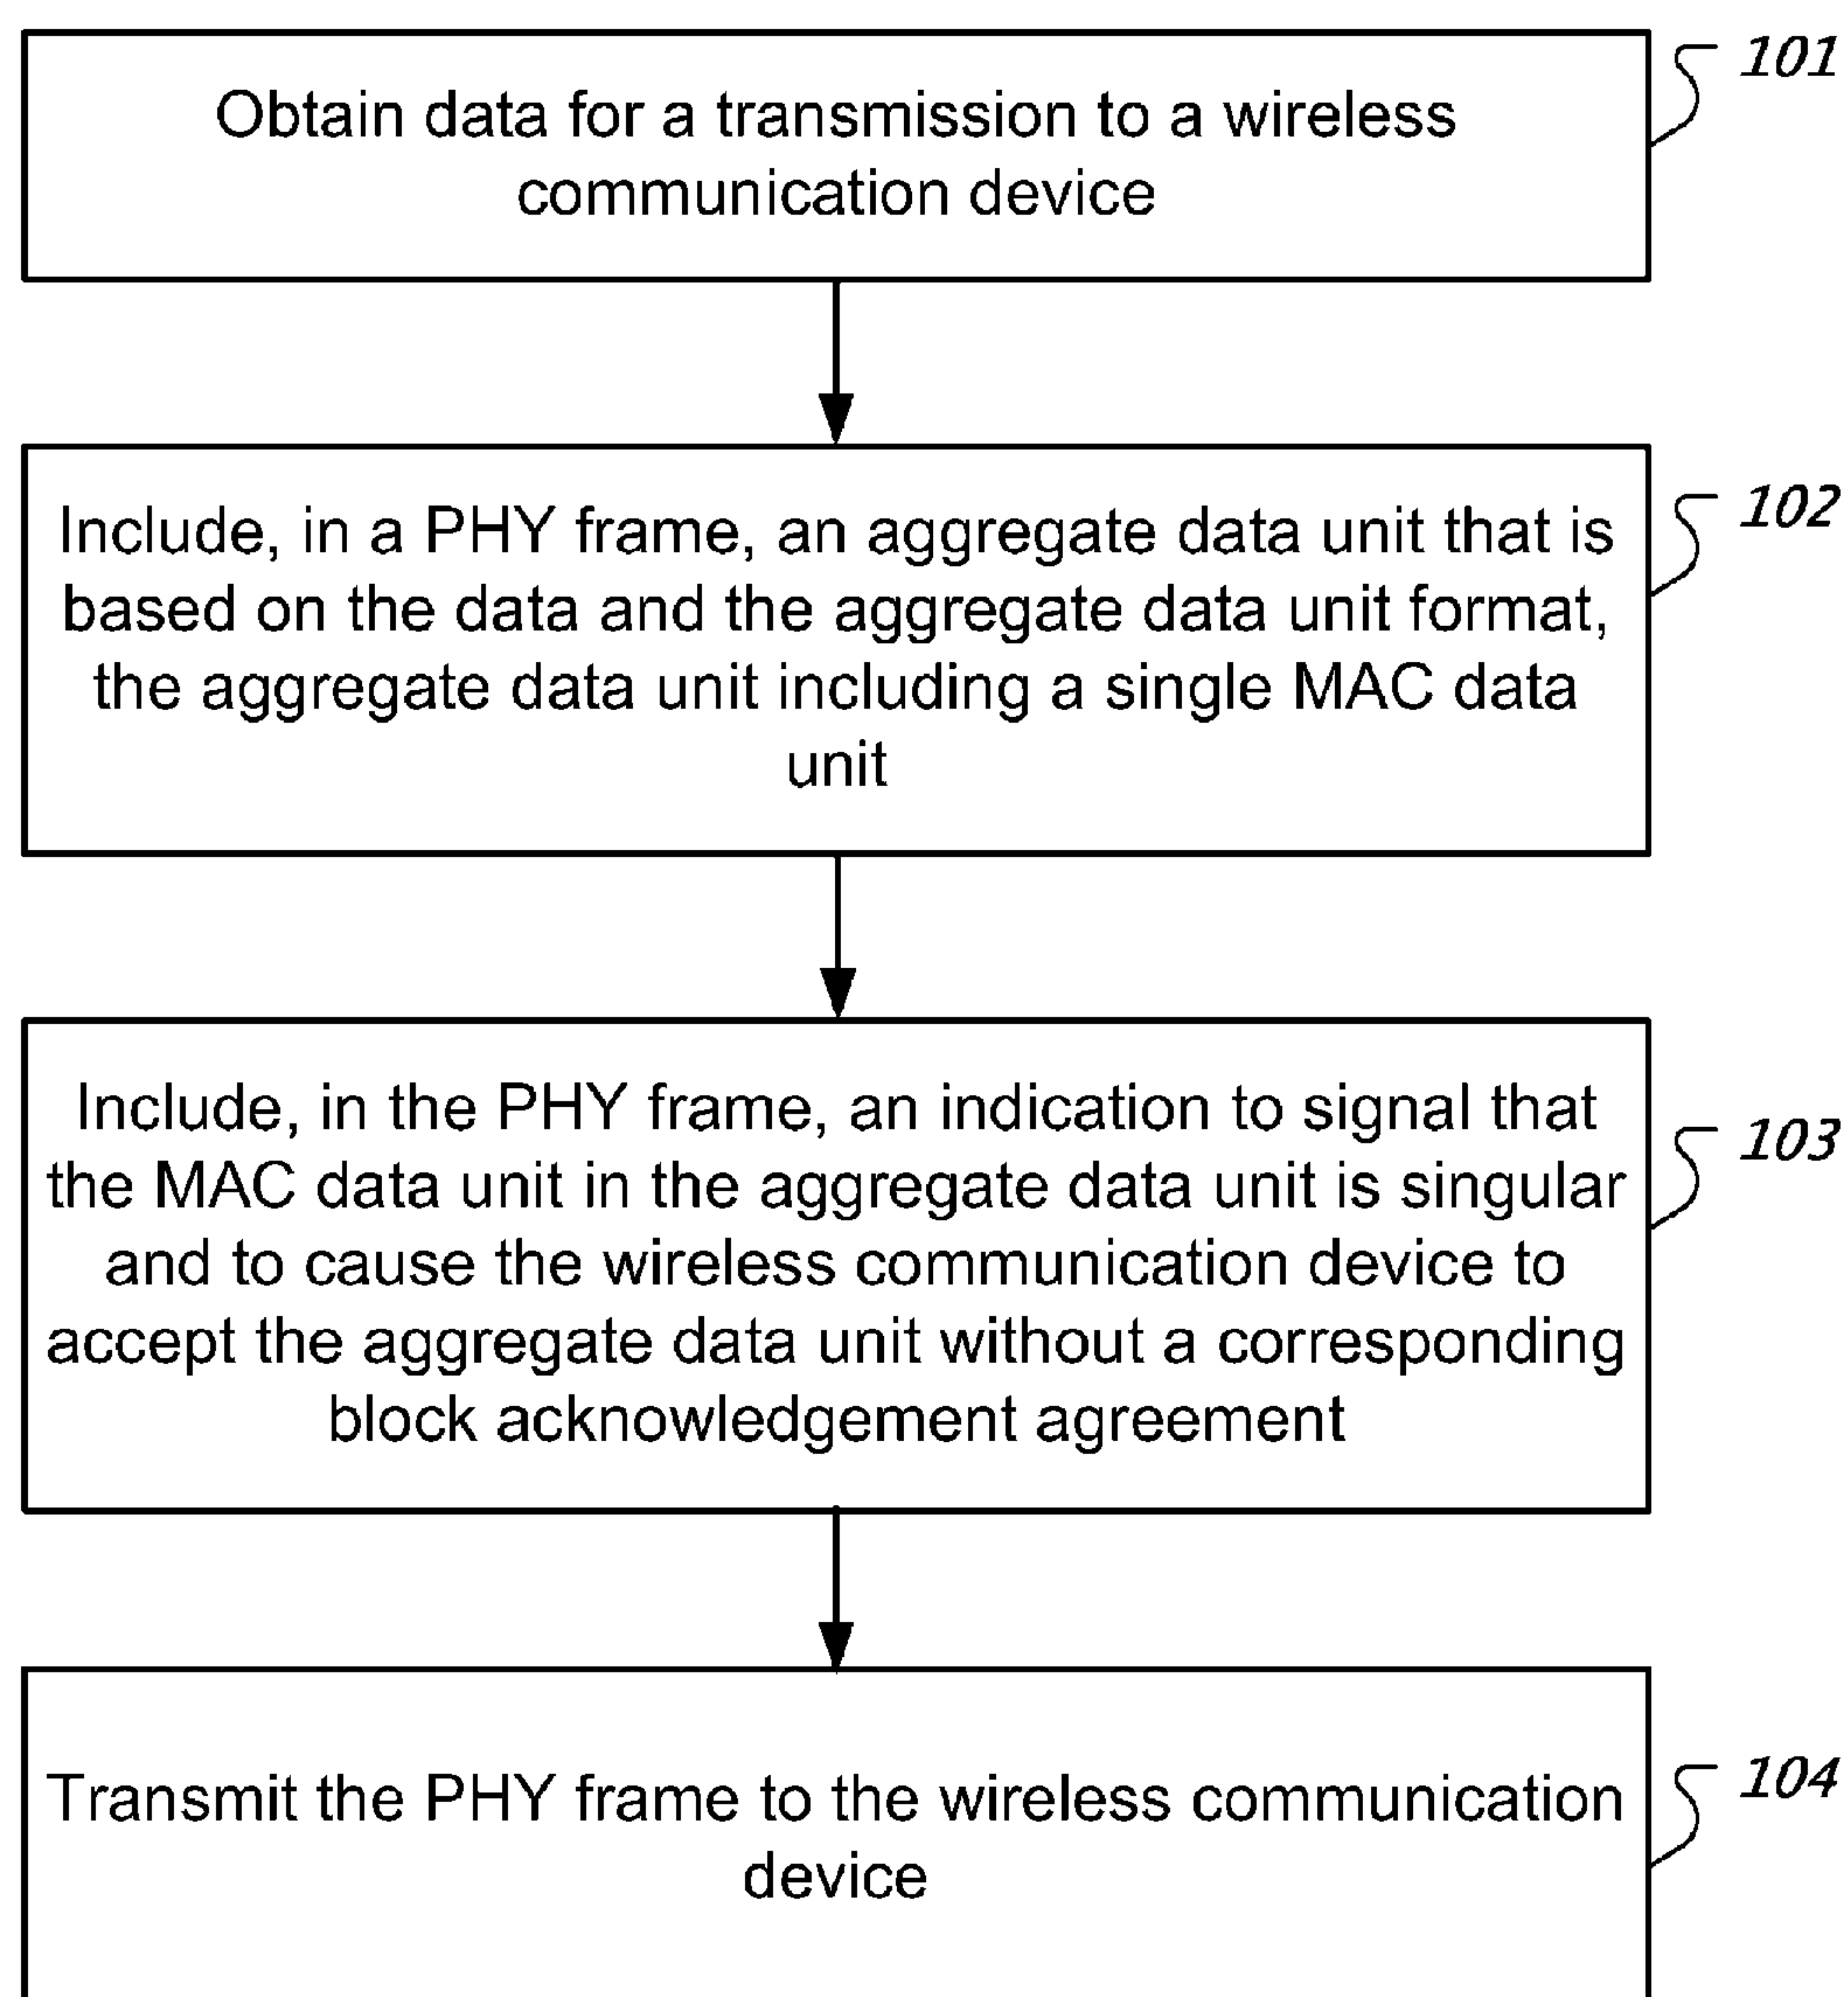 101
Obtain data for a transmission to a wireless
communication device
102
Include, in a PHY frame, an aggregate data unit that is
based on the data and the aggregate data unit format,
the aggregate data unit including a single MAC data
unit
103
Include, in the PHY frame, an indication to signal that
the MAC data unit in the aggregate data unit is singular
and to cause the wireless communication device to
accept the aggregate data unit without a corresponding
block acknowledgement agreement
104
Transmit the PHY frame to the wireless communication
device